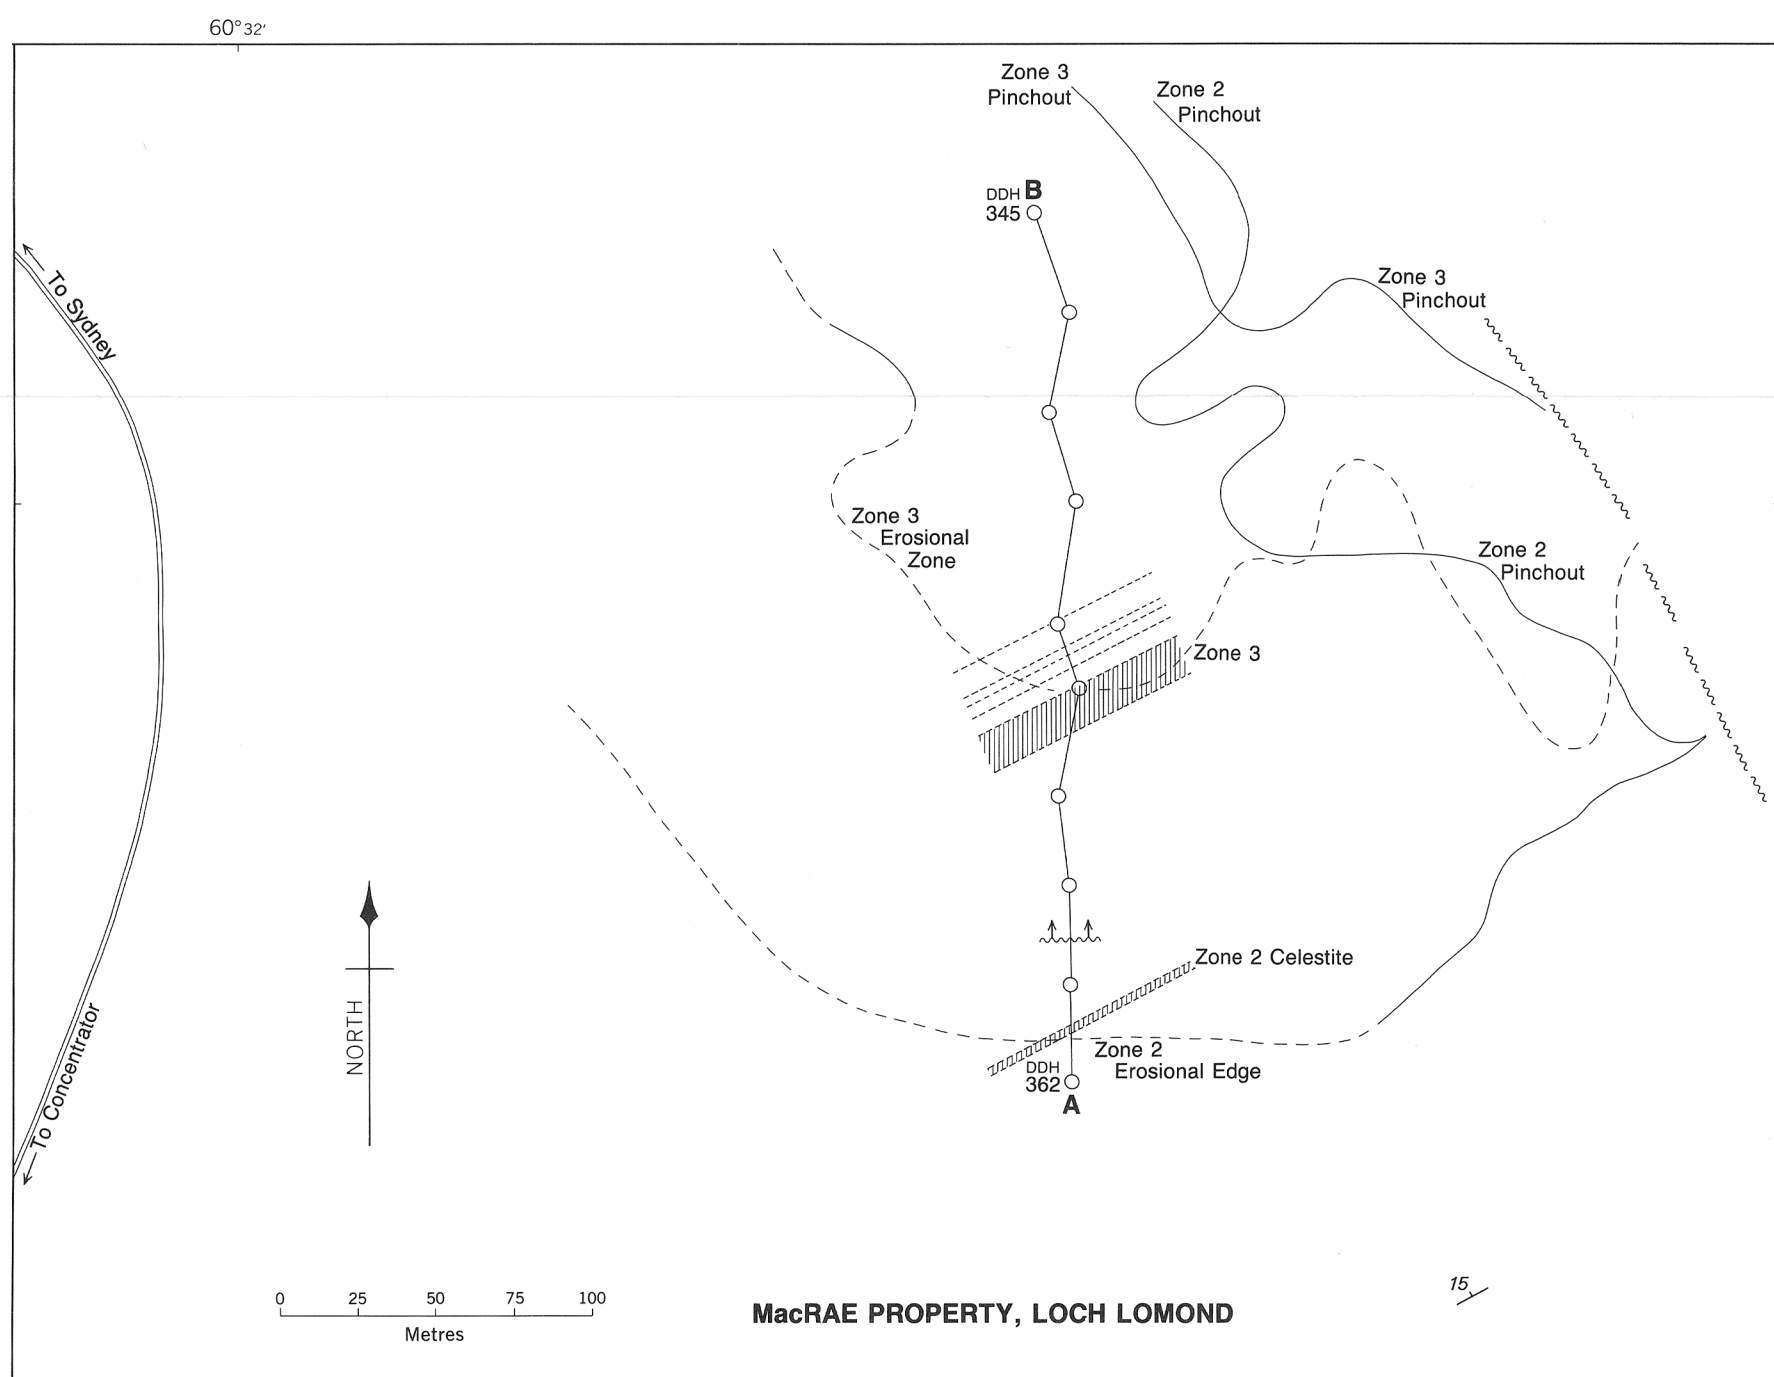 60°32'
Zone 3
Pinchout
Zone 2
Pinchout
DDH B
345
Zone 3
Pinchout
To Sydney
Zone 3
Erosional
Zone
Zone 2
Pinchout
Zone 3
Zone 2 Celestite
NORTH
To Concentrator
Zone 2
Erosional Edge
DDH
362
A
0 25 50 75 100
Metres
MacRAE PROPERTY, LOCH LOMOND
15